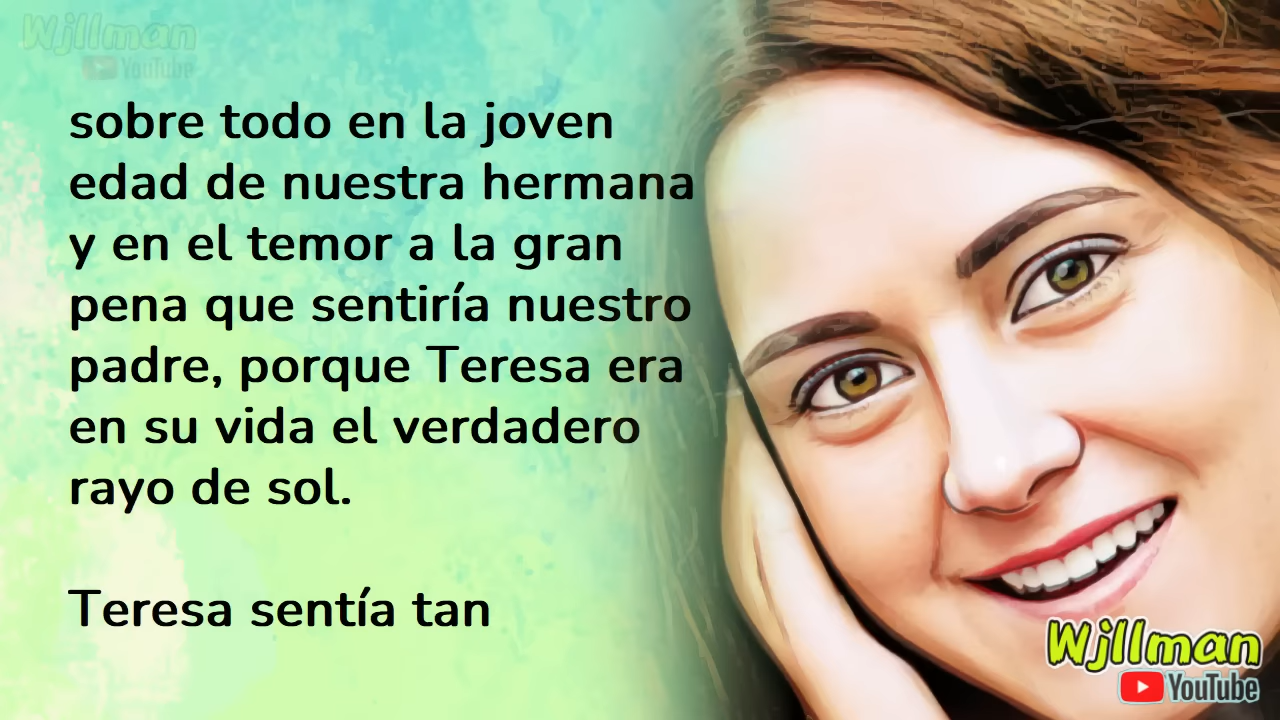 Wjllman
YouTube
sobre todo en la joven
edad de nuestra hermana
y en el temor a la gran
pena que sentiría nuestro
padre, porque Teresa era
en su vida el verdadero
rayo de sol.
Teresa sentía tan
Wjllman
YouTube